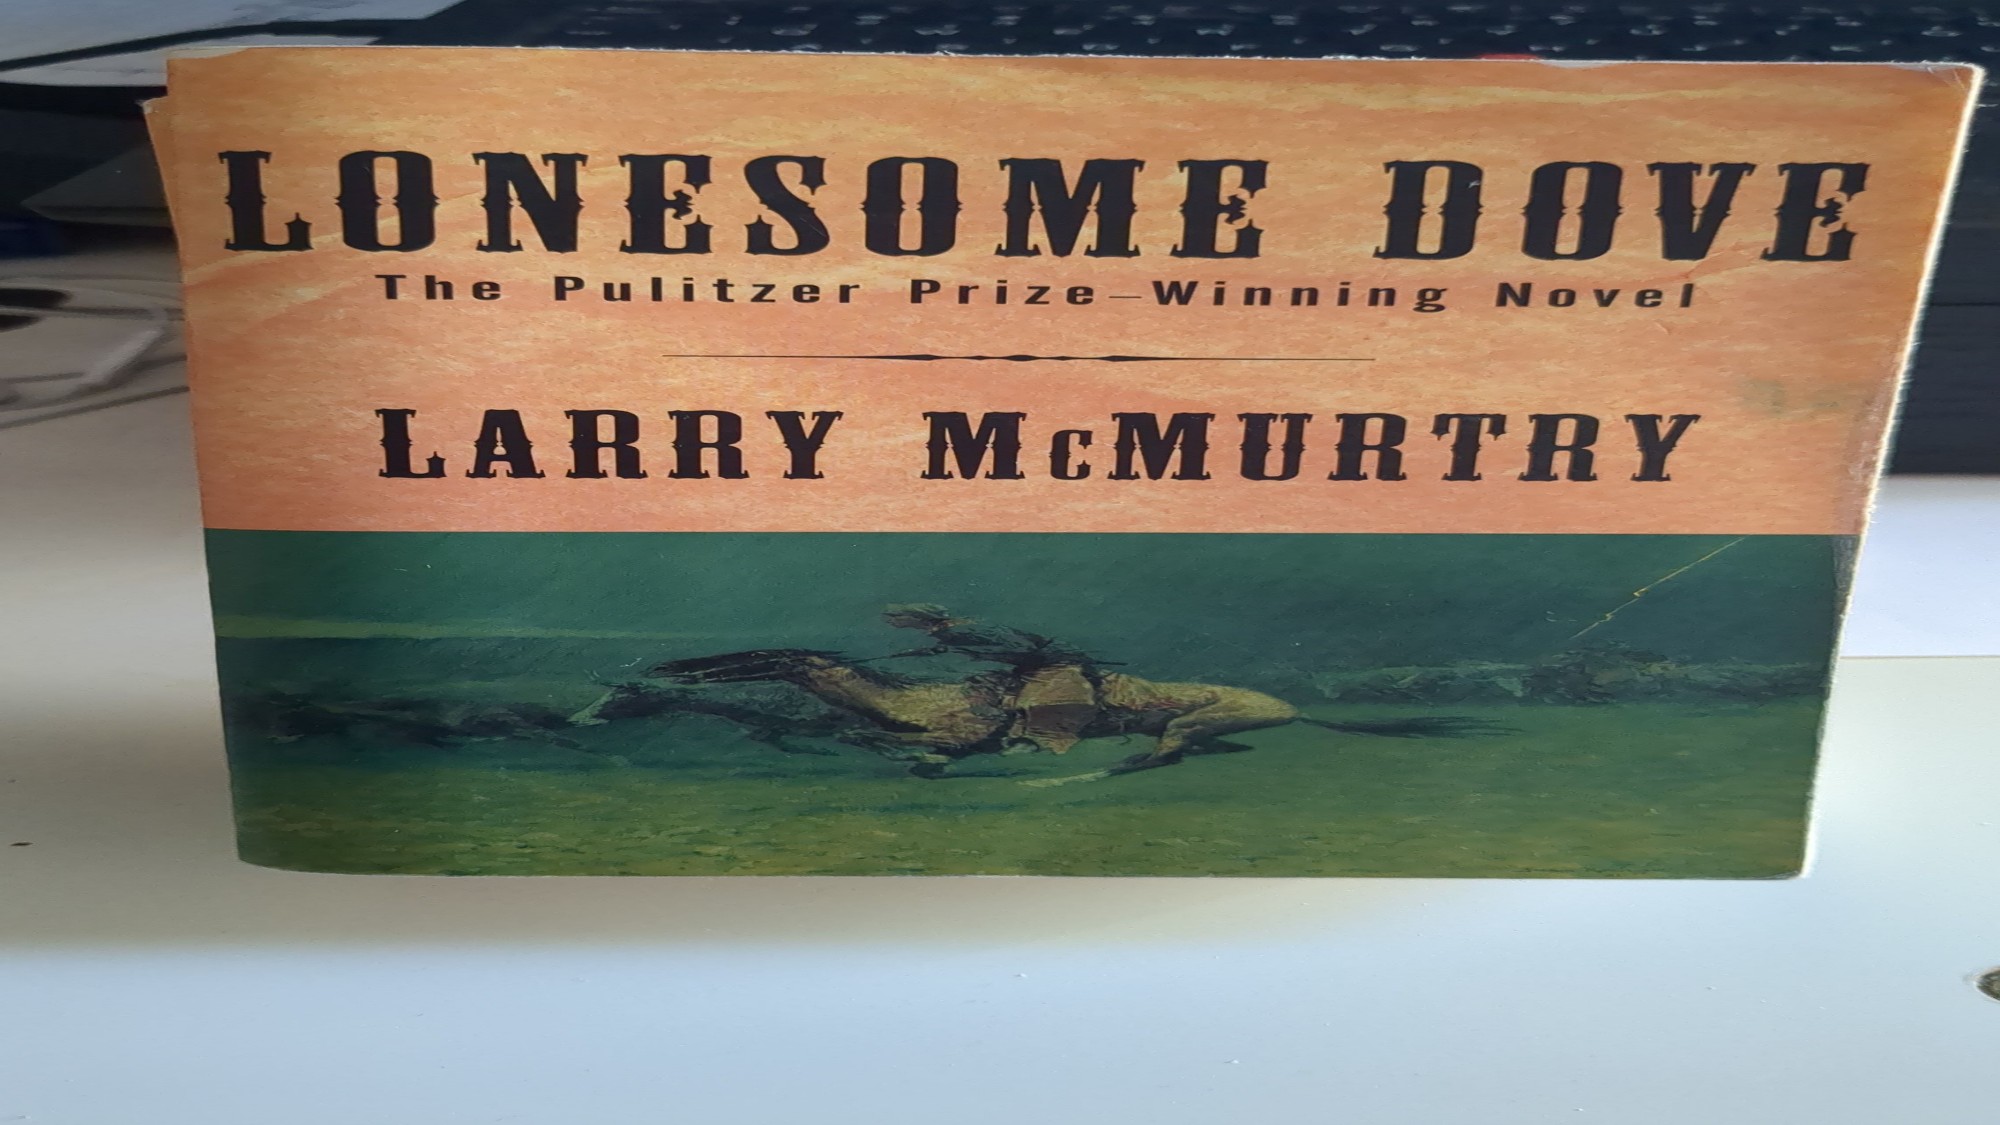 LONESOME DOVE
The Pulitzer Prize–Winning Novel
LARRY McMURTRY